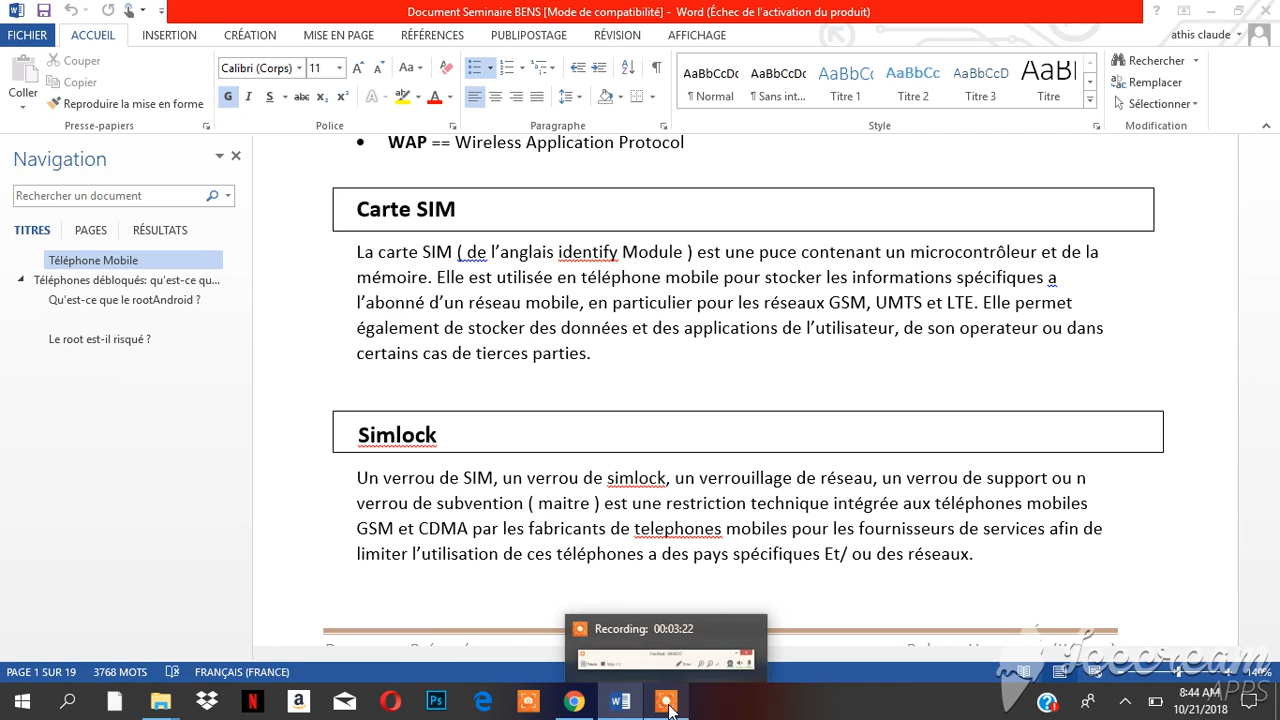 Document Seminaire BENS [Mode de compatibilité] - Word (Échec de l'activation du produit)
FICHIER ACCUEIL INSERTION CRÉATION MISE EN PAGE RÉFÉRENCES PUBLIPOSTAGE RÉVISION AFFICHAGE athis claude
Coller
Couper
Copier
Reproduire la mise en forme
Presse-papiers
Calibri (Corps) 11
G I S abc x₂ x²
Police
Paragraphe
AaBbCcDc AaBbCcDc AaBbCc AaBbCc AaBbCcD AaBl
¶ Normal ¶ Sans int... Titre 1 Titre 2 Titre 3 Titre
Style
Rechercher
Remplacer
Sélectionner
Modification
Navigation
Rechercher un document
TITRES PAGES RÉSULTATS
Téléphone Mobile
Téléphones débloqués: qu'est-ce qu...
Qu'est-ce que le rootAndroid ?
Le root est-il risqué ?
• WAP == Wireless Application Protocol
Carte SIM
La carte SIM ( de l'anglais identify Module ) est une puce contenant un microcontrôleur et de la
mémoire. Elle est utilisée en téléphone mobile pour stocker les informations spécifiques a
l'abonné d'un réseau mobile, en particulier pour les réseaux GSM, UMTS et LTE. Elle permet
également de stocker des données et des applications de l'utilisateur, de son operateur ou dans
certains cas de tierces parties.
Simlock
Un verrou de SIM, un verrou de simlock, un verrouillage de réseau, un verrou de support ou n
verrou de subvention ( maitre ) est une restriction technique intégrée aux téléphones mobiles
GSM et CDMA par les fabricants de telephones mobiles pour les fournisseurs de services afin de
limiter l'utilisation de ces téléphones a des pays spécifiques Et/ ou des réseaux.
Recording: 00:03:22
PAGE 1 SUR 19 3768 MOTS FRANÇAIS (FRANCE) 140%
Icecream
APPS
8:44 AM
10/21/2018